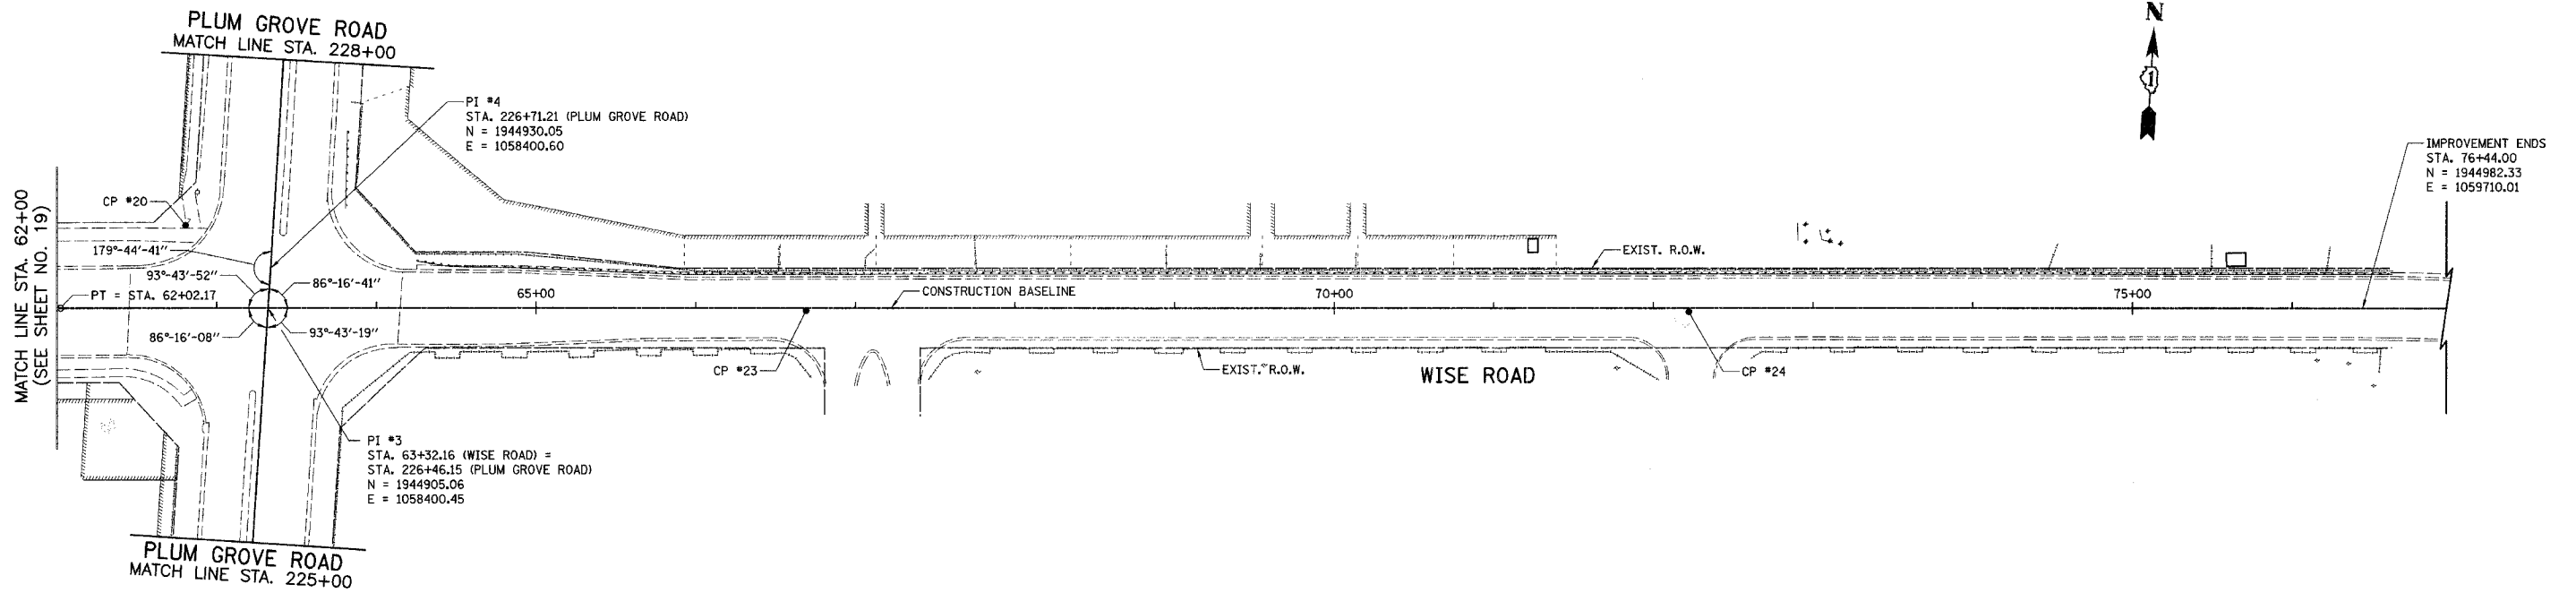 PLUM GROVE ROAD
MATCH LINE STA. 228+00
N
1
PI #4
STA. 226+71.21 (PLUM GROVE ROAD)
N = 1944930.05
E = 1058400.60
IMPROVEMENT ENDS
STA. 76+44.00
N = 1944982.33
E = 1059710.01
MATCH LINE STA. 62+00
(SEE SHEET NO. 19)
CP #20
179°-44'-41"
93°-43'-52"
86°-16'-41"
PT = STA. 62+02.17
86°-16'-08"
93°-43'-19"
65+00
CONSTRUCTION BASELINE
70+00
EXIST. R.O.W.
75+00
CP #23
EXIST. R.O.W.
WISE ROAD
CP #24
PI #3
STA. 63+32.16 (WISE ROAD) =
STA. 226+46.15 (PLUM GROVE ROAD)
N = 1944905.06
E = 1058400.45
PLUM GROVE ROAD
MATCH LINE STA. 225+00